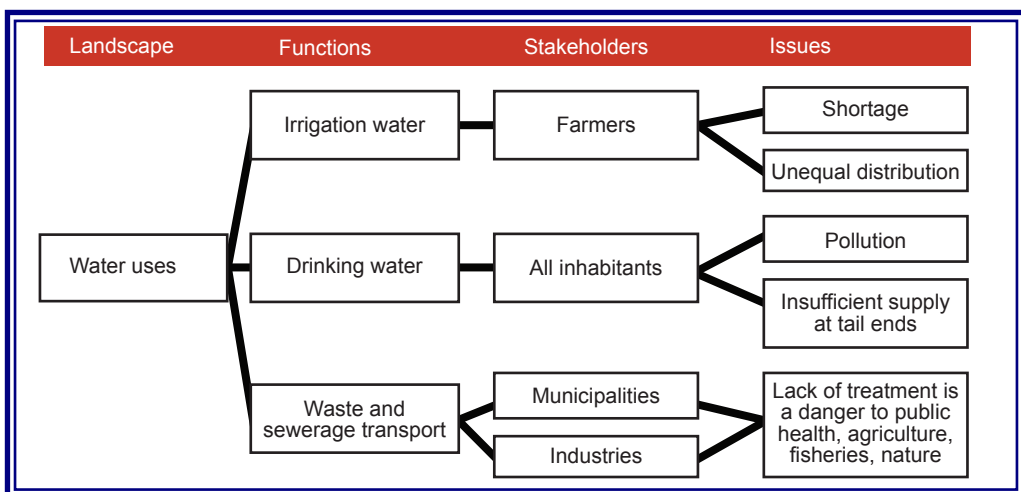 Landscape Functions Stakeholders Issues
Irrigation water
Farmers
Shortage
Unequal distribution
Water uses
Drinking water
All inhabitants
Pollution
Insufficient supply
at tail ends
Waste and
sewerage transport
Municipalities
Industries
Lack of treatment is
a danger to public
health, agriculture,
fisheries, nature